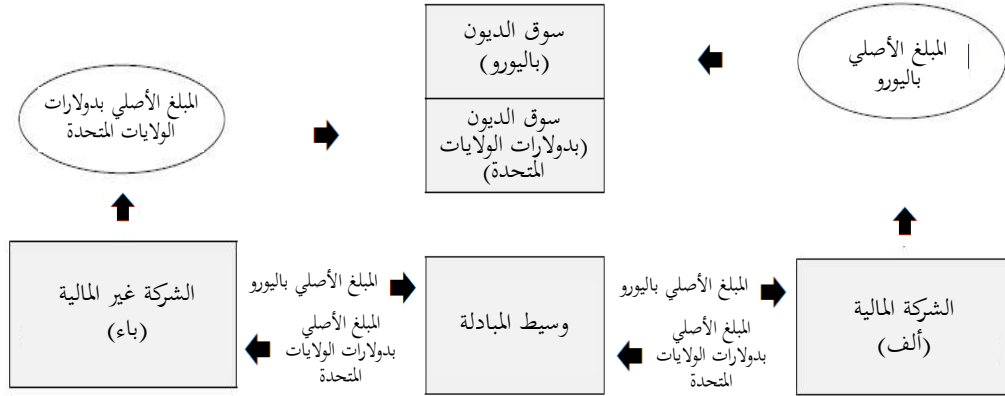 سوق الديون
(باليورو)
المبلغ الأصلي
باليورو
المبلغ الأصلي بدولارات
الولايات المتحدة
سوق الديون
(بدولارات الولايات
المتحدة)
الشركة المالية
(ألف)
المبلغ الأصلي باليورو
المبلغ الأصلي
بدولارات الولايات
المتحدة
وسيط المبادلة
المبلغ الأصلي باليورو
المبلغ الأصلي
بدولارات الولايات
المتحدة
الشركة غير المالية
(باء)